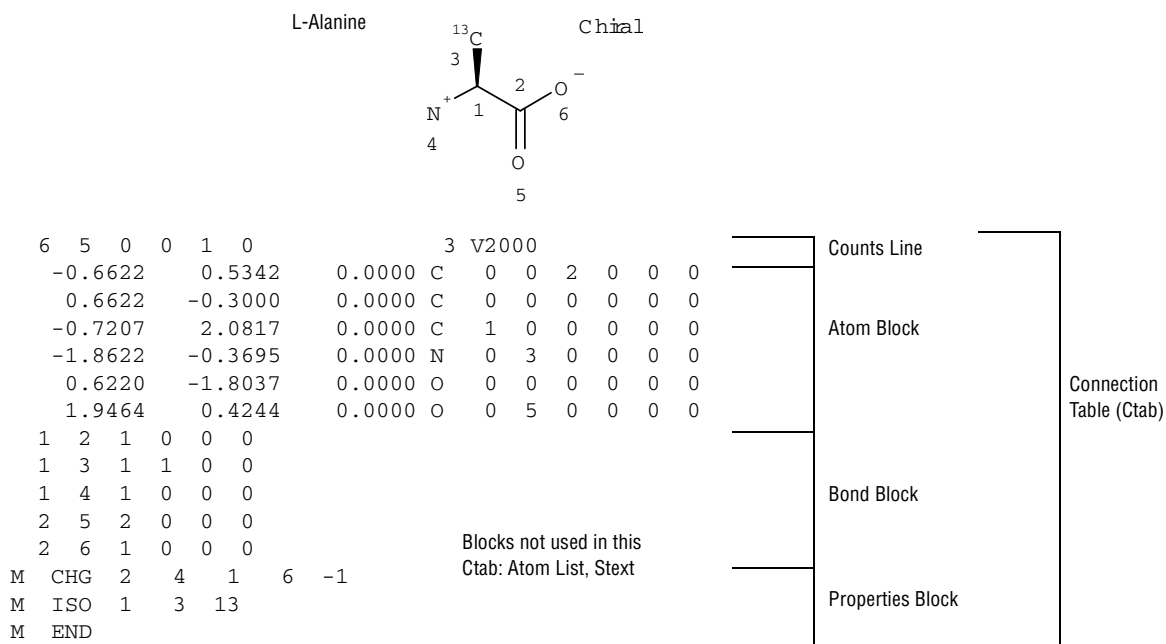 L-Alanine
13C
Chiral
3
2
O −
N +
1
6
4
O
5
6 5 0 0 1 0 3 V2000
Counts Line
-0.6622 0.5342 0.0000 C 0 0 2 0 0 0
0.6622 -0.3000 0.0000 C 0 0 0 0 0 0
-0.7207 2.0817 0.0000 C 1 0 0 0 0 0
Atom Block
-1.8622 -0.3695 0.0000 N 0 3 0 0 0 0
0.6220 -1.8037 0.0000 O 0 0 0 0 0 0
Connection
1.9464 0.4244 0.0000 O 0 5 0 0 0 0
Table (Ctab)
1 2 1 0 0 0
1 3 1 1 0 0
1 4 1 0 0 0
Bond Block
2 5 2 0 0 0
2 6 1 0 0 0
Blocks not used in this
Ctab: Atom List, Stext
M CHG 2 4 1 6 -1
M ISO 1 3 13
Properties Block
M END